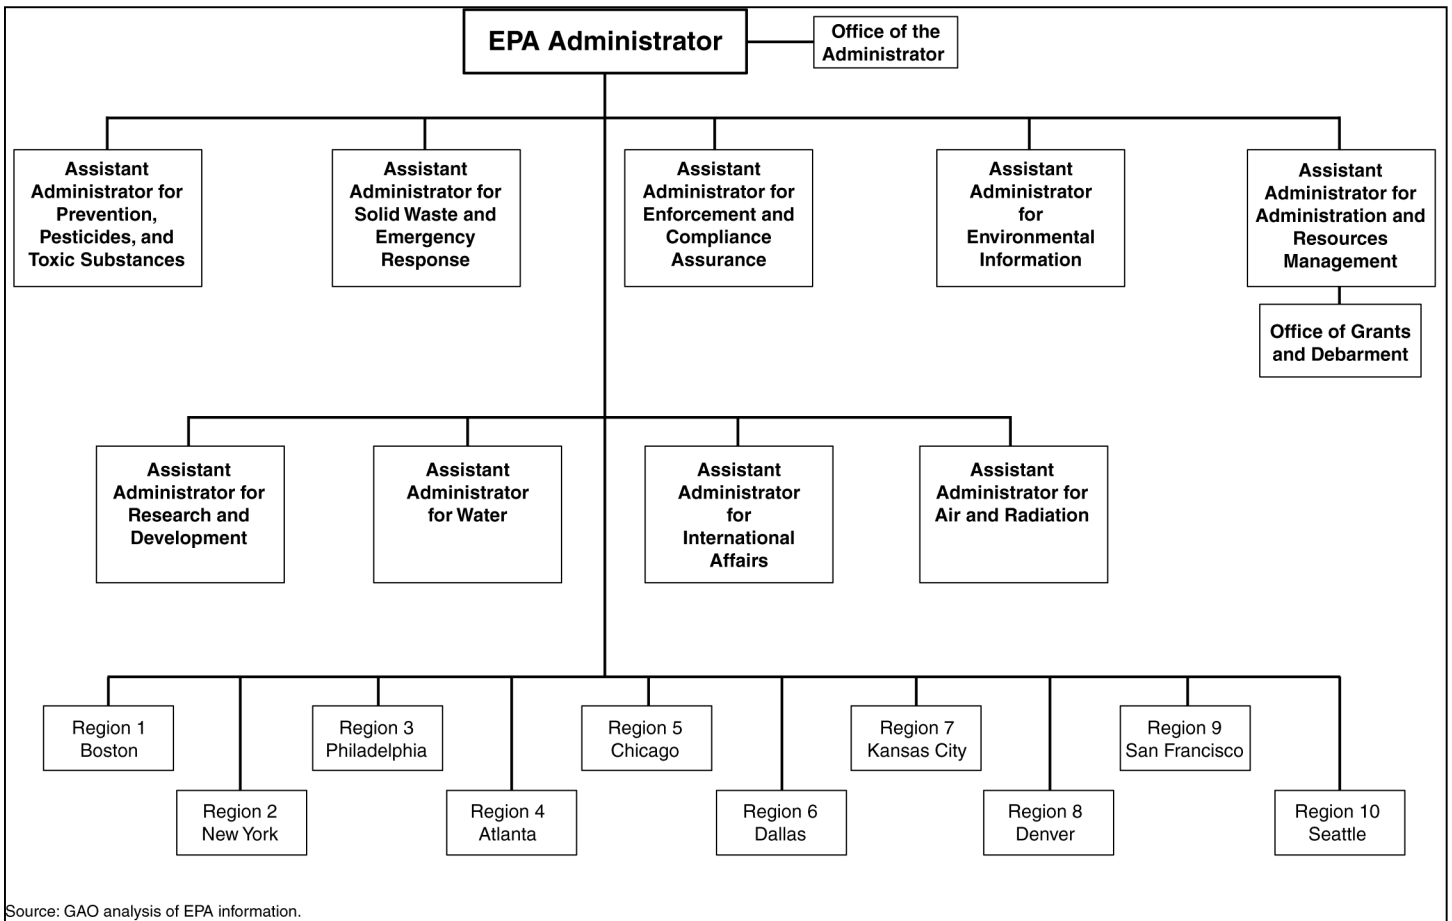 EPA Administrator
Office of the
Administrator
Assistant
Administrator for
Prevention,
Pesticides, and
Toxic Substances
Assistant
Administrator for
Solid Waste and
Emergency
Response
Assistant
Administrator for
Enforcement and
Compliance
Assurance
Assistant
Administrator
for
Environmental
Information
Assistant
Administrator for
Administration and
Resources
Management
Office of Grants
and Debarment
Assistant
Administrator for
Research and
Development
Assistant
Administrator
for Water
Assistant
Administrator
for
International
Affairs
Assistant
Administrator for
Air and Radiation
Region 1
Boston
Region 2
New York
Region 3
Philadelphia
Region 4
Atlanta
Region 5
Chicago
Region 6
Dallas
Region 7
Kansas City
Region 8
Denver
Region 9
San Francisco
Region 10
Seattle
Source: GAO analysis of EPA information.